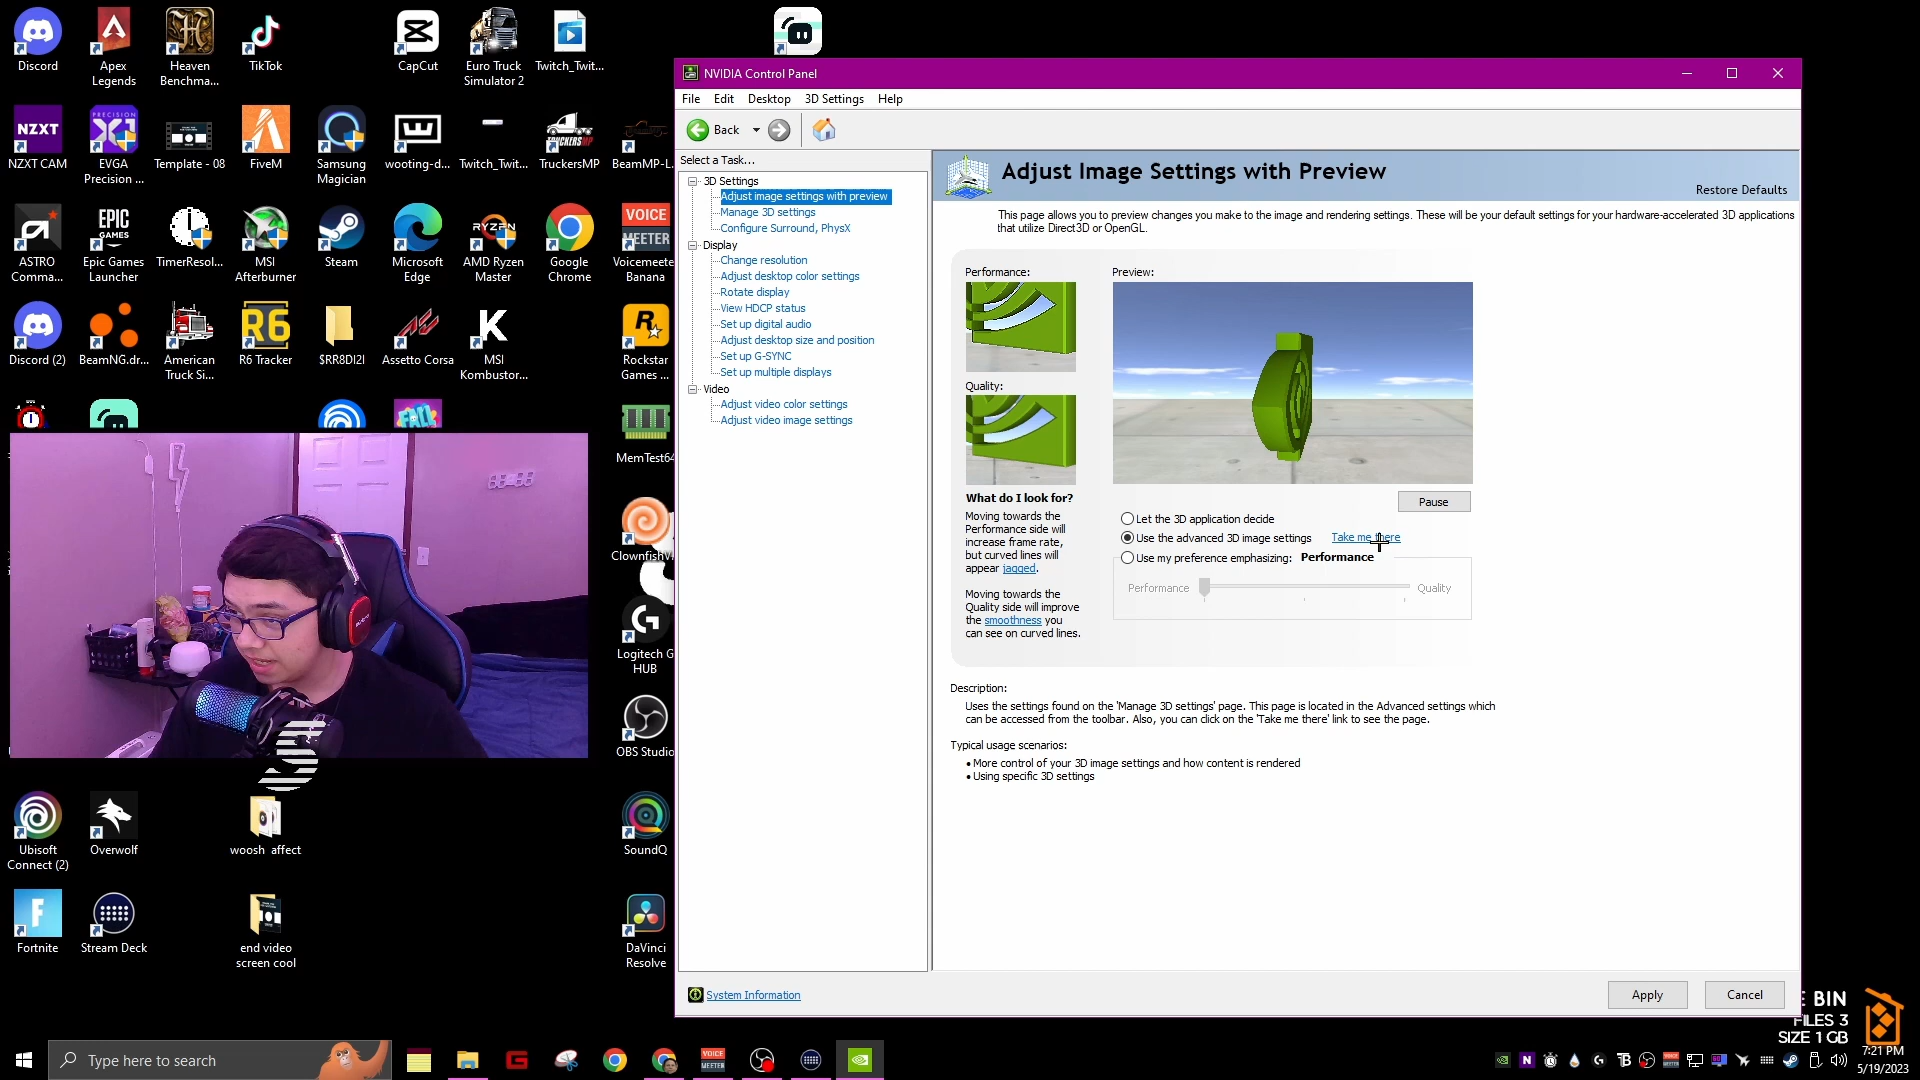 Discord
Apex
Legends
Heaven
Benchma...
TikTok
CapCut
Euro Truck
Simulator 2
Twitch_Twit...
NZXT
NZXT CAM
PRECISION
X1
EVGA
Precision ...
Template - 08
FiveM
Samsung
Magician
wooting-d...
Twitch_Twit...
TRUCKERSMP
TruckersMP
BeamMP-L
ASTRO
Comma...
EPIC
GAMES
Epic Games
Launcher
TimerResol...
MSI
Afterburner
Steam
Microsoft
Edge
RYZEN
AMD Ryzen
Master
Google
Chrome
VOICE
MEETER
Voicemeete
Banana
Discord (2)
BeamNG.dr...
American
Truck Si...
R6
R6 Tracker
$RR8DI2I
Assetto Corsa
K
MSI
Kombustor...
R
Rockstar
Games ...
FALL
MemTest64
ClownfishV
G
Logitech G
HUB
OBS Studio
Ubisoft
Connect (2)
Overwolf
woosh affect
SoundQ
F
Fortnite
Stream Deck
end video
screen cool
DaVinci
Resolve
NVIDIA Control Panel
File Edit Desktop 3D Settings Help
Back
Select a Task...
3D Settings
Adjust image settings with preview
Manage 3D settings
Configure Surround, PhysX
Display
Change resolution
Adjust desktop color settings
Rotate display
View HDCP status
Set up digital audio
Adjust desktop size and position
Set up G-SYNC
Set up multiple displays
Video
Adjust video color settings
Adjust video image settings
System Information
Adjust Image Settings with Preview
Restore Defaults
This page allows you to preview changes you make to the image and rendering settings. These will be your default settings for your hardware-accelerated 3D applications
that utilize Direct3D or OpenGL.
Performance:
Quality:
What do I look for?
Moving towards the
Performance side will
increase frame rate,
but curved lines will
appear jagged.
Moving towards the
Quality side will improve
the smoothness you
can see on curved lines.
Preview:
Pause
Let the 3D application decide
Use the advanced 3D image settings Take me there
Use my preference emphasizing: Performance
Performance Quality
Description:
Uses the settings found on the 'Manage 3D settings' page. This page is located in the Advanced settings which
can be accessed from the toolbar. Also, you can click on the 'Take me there' link to see the page.
Typical usage scenarios:
• More control of your 3D image settings and how content is rendered
• Using specific 3D settings
Apply Cancel
E BIN
FILES 3
SIZE 1 GB
Type here to search
VOICE
MEETER
7:21 PM
5/19/2023